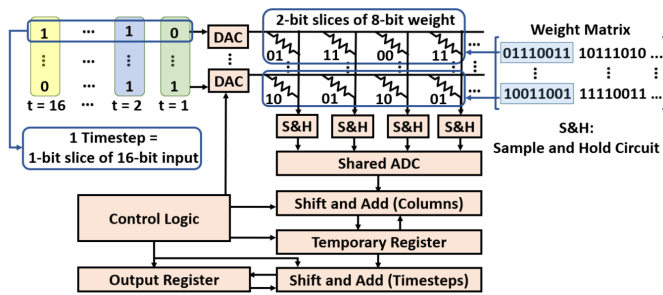 2-bit slices of 8-bit weight
Weight Matrix
1 ... 1 0
DAC
01 11 00 11 ...
01110011 10111010 ...
0 ... 1 1
DAC
10 01 10 01 ...
10011001 11110011 ...
t = 16 ... t = 2 t = 1
S&H S&H S&H S&H
S&H:
Sample and Hold Circuit
1 Timestep =
1-bit slice of 16-bit input
Shared ADC
Shift and Add (Columns)
Control Logic
Temporary Register
Output Register
Shift and Add (Timesteps)